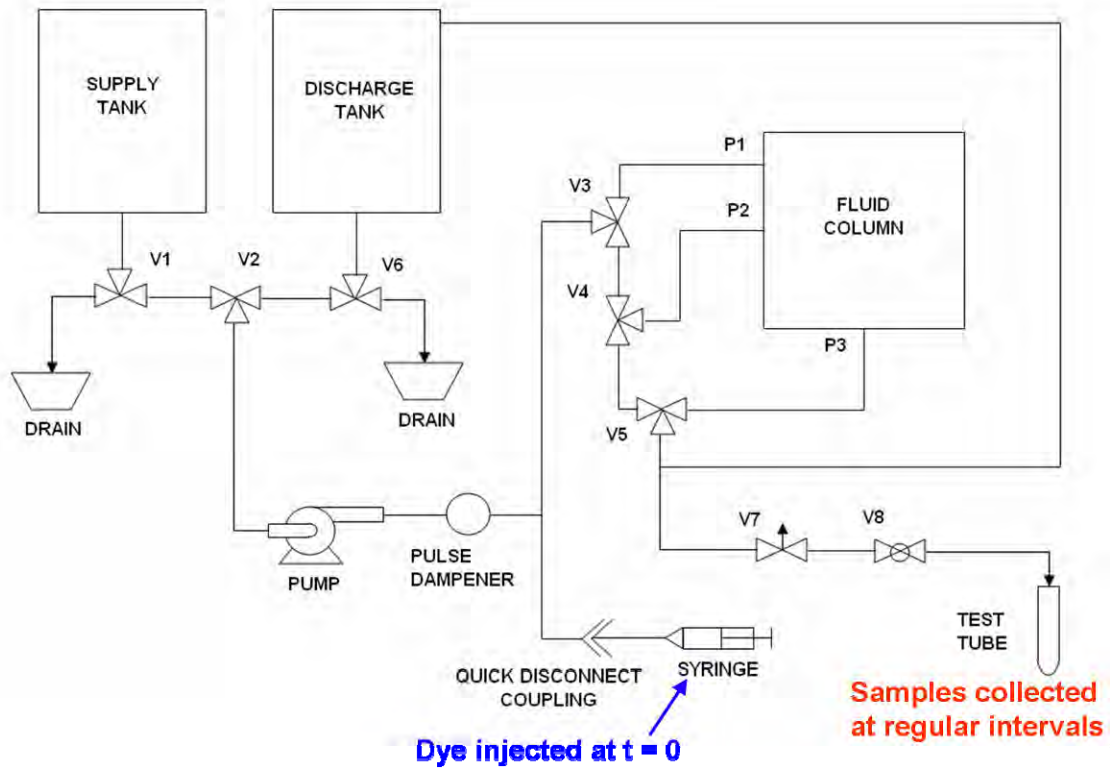 SUPPLY
TANK
DISCHARGE
TANK
P1
V3
P2
FLUID
COLUMN
V1
V2
V6
V4
P3
DRAIN
DRAIN
V5
V7
V8
PULSE
DAMPENER
PUMP
TEST
TUBE
QUICK DISCONNECT
COUPLING
SYRINGE
Samples collected
at regular intervals
Dye injected at t = 0